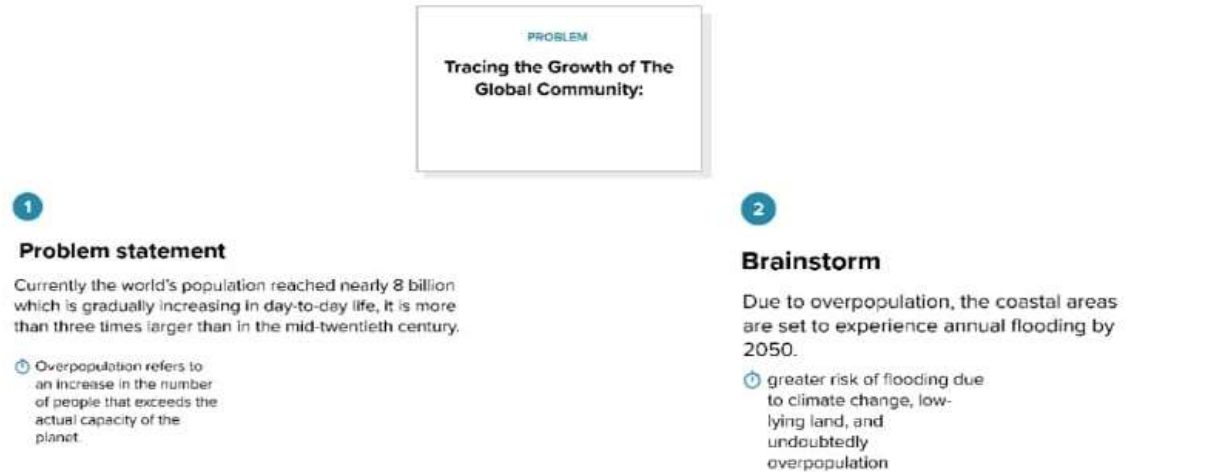 PROBLEM
Tracing the Growth of The
Global Community:
1
Problem statement
Currently the world's population reached nearly 8 billion
which is gradually increasing in day-to-day life, it is more
than three times larger than in the mid-twentieth century.
Overpopulation refers to
an increase in the number
of people that exceeds the
actual capacity of the
planet.
2
Brainstorm
Due to overpopulation, the coastal areas
are set to experience annual flooding by
2050.
greater risk of flooding due
to climate change, low-
lying land, and
undoubtedly
overpopulation